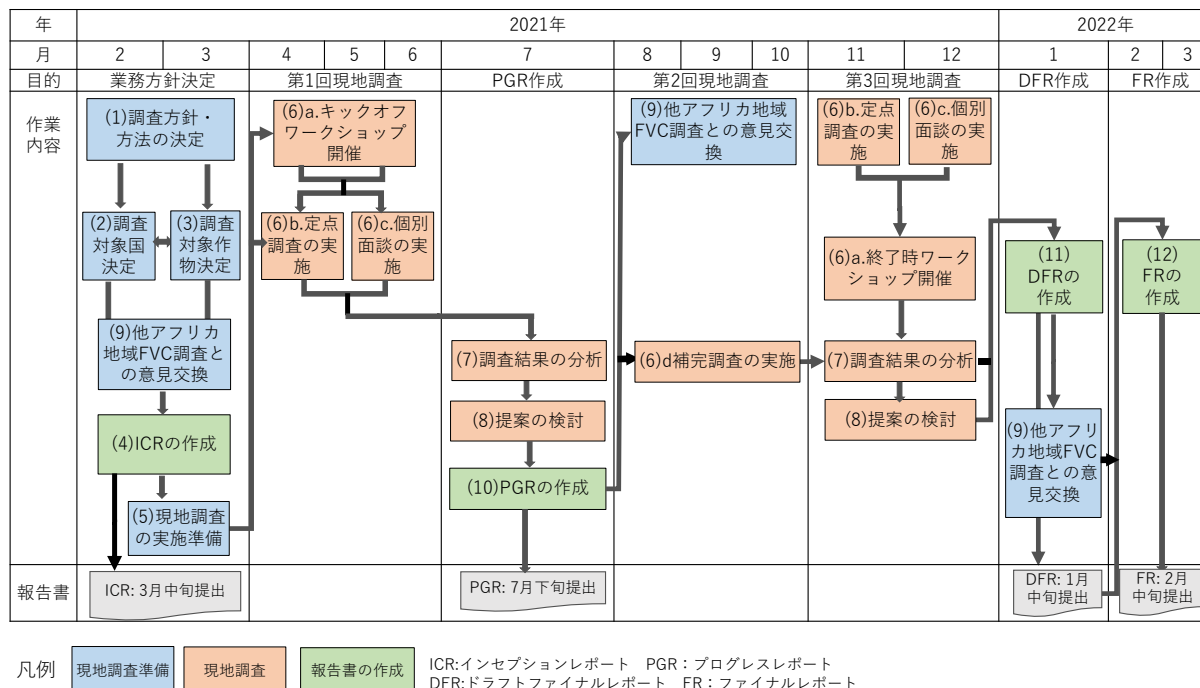 年
2021年
2022年
月
2
3
4
5
6
7
8
9
10
11
12
1
2
3
目的
業務方針決定
第1回現地調査
PGR作成
第2回現地調査
第3回現地調査
DFR作成
FR作成
作業
内容
(1)調査方針・
方法の決定
(2)調査
対象国
決定
(3)調査
対象作
物決定
(9)他アフリカ
地域FVC調査と
の意見交換
(4)ICRの作成
(5)現地調査
の実施準備
(6)a.キックオフ
ワークショップ
開催
(6)b.定点
調査の実
施
(6)c.個別
面談の実
施
(7)調査結果の分析
(8)提案の検討
(10)PGRの作成
(9)他アフリカ地域
FVC調査との意見交
換
(6)d補完調査の実施
(6)b.定点
調査の実
施
(6)c.個別
面談の実
施
(6)a.終了時ワーク
ショップ開催
(7)調査結果の分析
(8)提案の検討
(11)
DFRの
作成
(9)他アフリ
カ地域FVC
調査との意
見交換
(12)
FRの
作成
報告書
ICR: 3月中旬提出
PGR: 7月下旬提出
DFR: 1月
中旬提出
FR: 2月
中旬提出
凡例
現地調査準備
現地調査
報告書の作成
ICR:インセプションレポート PGR：プログレスレポート
DFR:ドラフトファイナルレポート FR：ファイナルレポート